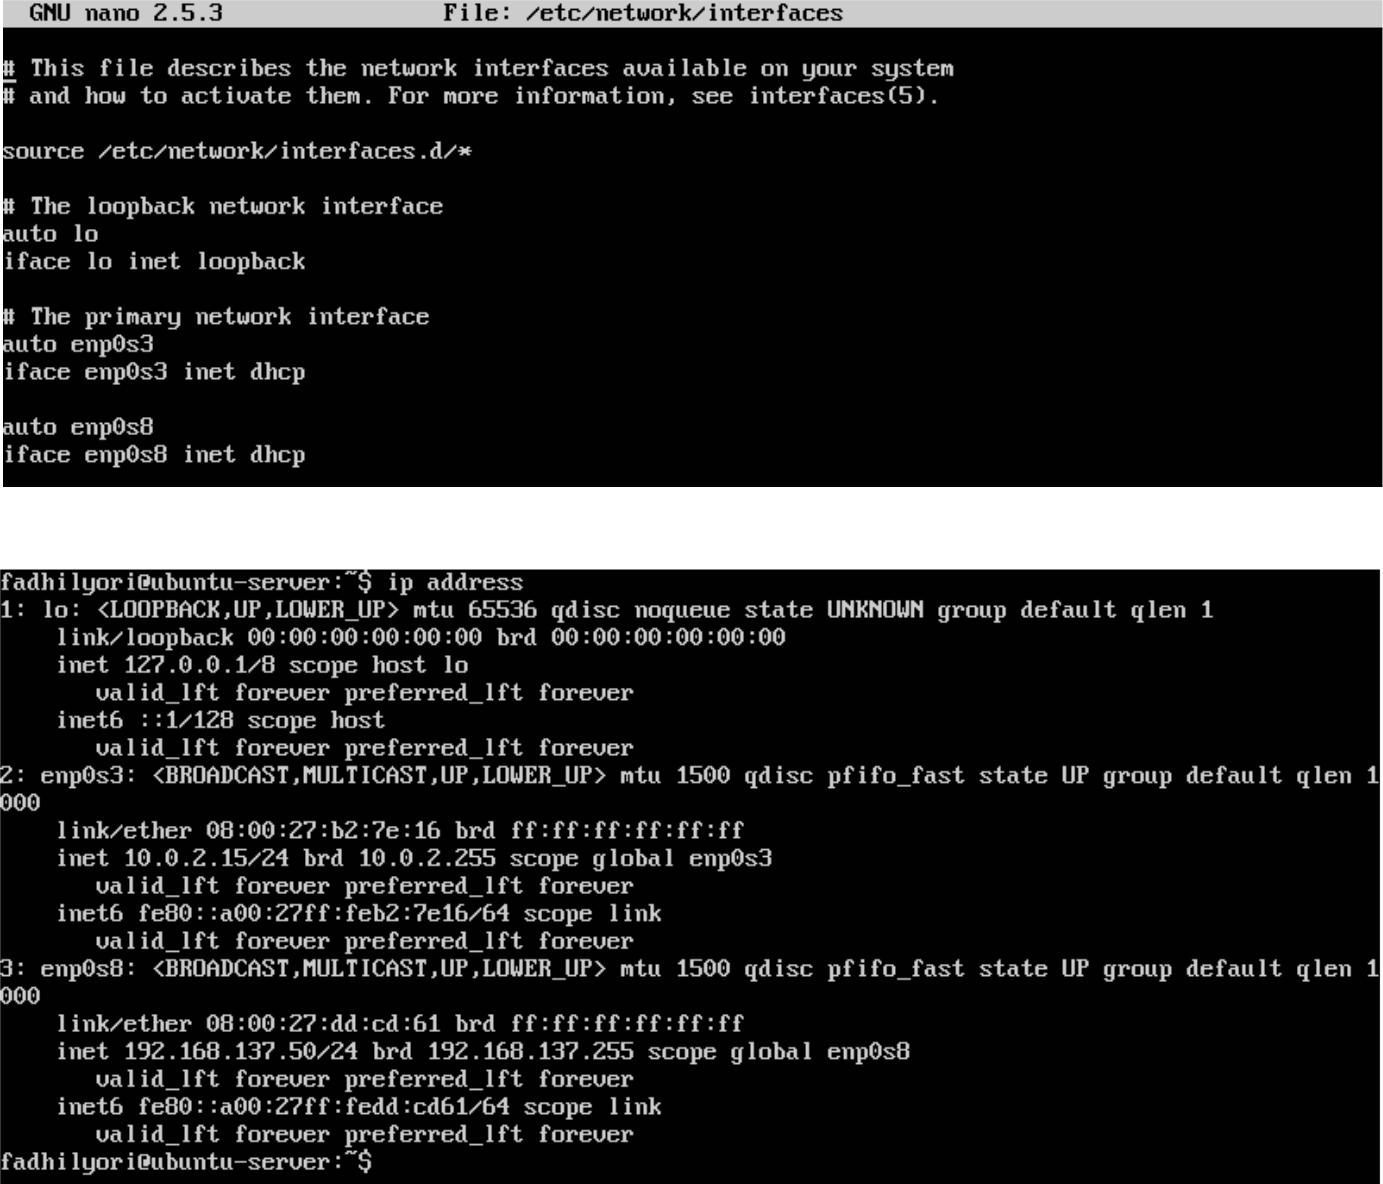 GNU nano 2.5.3 File: /etc/network/interfaces
# This file describes the network interfaces available on your system
# and how to activate them. For more information, see interfaces(5).
source /etc/network/interfaces.d/*
# The loopback network interface
auto lo
iface lo inet loopback
# The primary network interface
auto enp0s3
iface enp0s3 inet dhcp
auto enp0s8
iface enp0s8 inet dhcp
fadhilyori@ubuntu-server:~$ ip address
1: lo: <LOOPBACK,UP,LOWER_UP> mtu 65536 qdisc noqueue state UNKNOWN group default qlen 1
link/loopback 00:00:00:00:00:00 brd 00:00:00:00:00:00
inet 127.0.0.1/8 scope host lo
valid_lft forever preferred_lft forever
inet6 ::1/128 scope host
valid_lft forever preferred_lft forever
2: enp0s3: <BROADCAST,MULTICAST,UP,LOWER_UP> mtu 1500 qdisc pfifo_fast state UP group default qlen 1
000
link/ether 08:00:27:b2:7e:16 brd ff:ff:ff:ff:ff:ff
inet 10.0.2.15/24 brd 10.0.2.255 scope global enp0s3
valid_lft forever preferred_lft forever
inet6 fe80::a00:27ff:feb2:7e16/64 scope link
valid_lft forever preferred_lft forever
3: enp0s8: <BROADCAST,MULTICAST,UP,LOWER_UP> mtu 1500 qdisc pfifo_fast state UP group default qlen 1
000
link/ether 08:00:27:dd:cd:61 brd ff:ff:ff:ff:ff:ff
inet 192.168.137.50/24 brd 192.168.137.255 scope global enp0s8
valid_lft forever preferred_lft forever
inet6 fe80::a00:27ff:fedd:cd61/64 scope link
valid_lft forever preferred_lft forever
fadhilyori@ubuntu-server:~$